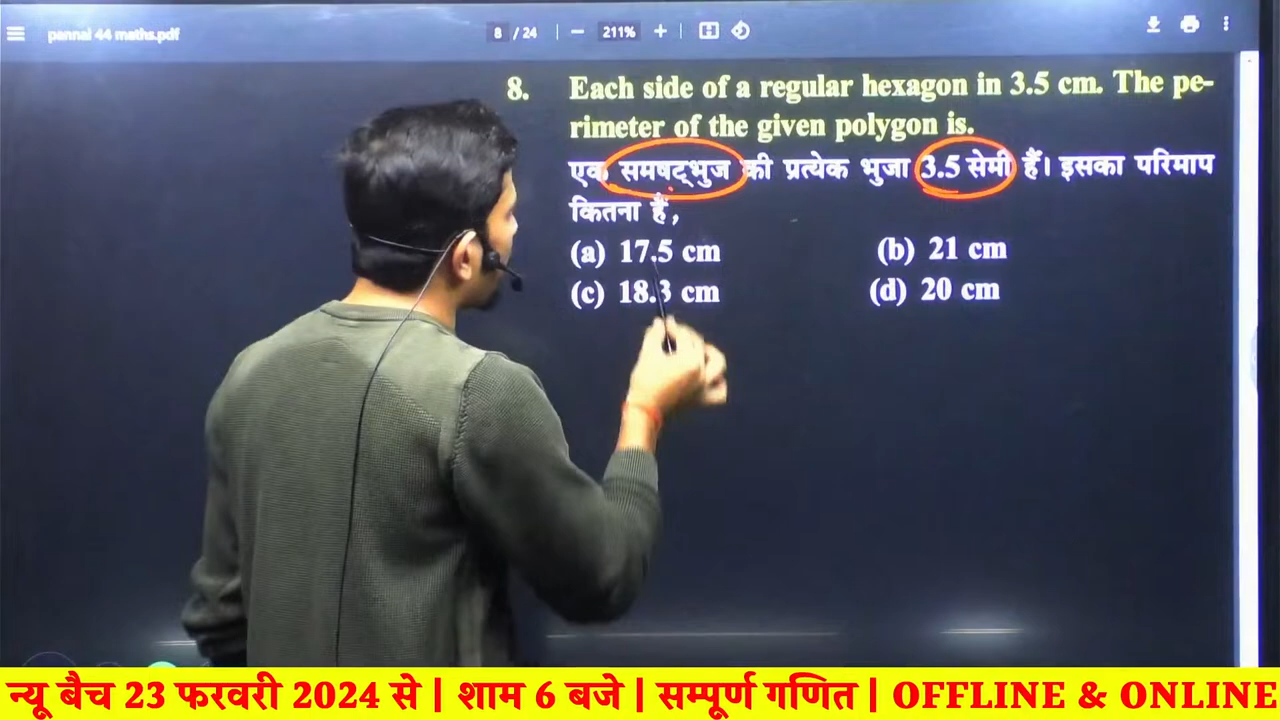 pannal 44 maths.pdf
8 / 24 | — 211% + |
8. Each side of a regular hexagon in 3.5 cm. The pe-
rimeter of the given polygon is.
एक समषट्भुज की प्रत्येक भुजा 3.5 सेमी हैं। इसका परिमाप
कितना हैं,
(a) 17.5 cm (b) 21 cm
(c) 18.3 cm (d) 20 cm
न्यू बैच 23 फरवरी 2024 से | शाम 6 बजे | सम्पूर्ण गणित | OFFLINE & ONLINE